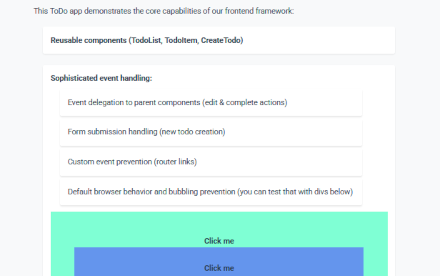 This ToDo app demonstrates the core capabilities of our frontend framework:
Reusable components (TodoList, TodoItem, CreateTodo)
Sophisticated event handling:
Event delegation to parent components (edit & complete actions)
Form submission handling (new todo creation)
Custom event prevention (router links)
Default browser behavior and bubbling prevention (you can test that with divs below)
Click me
Click me